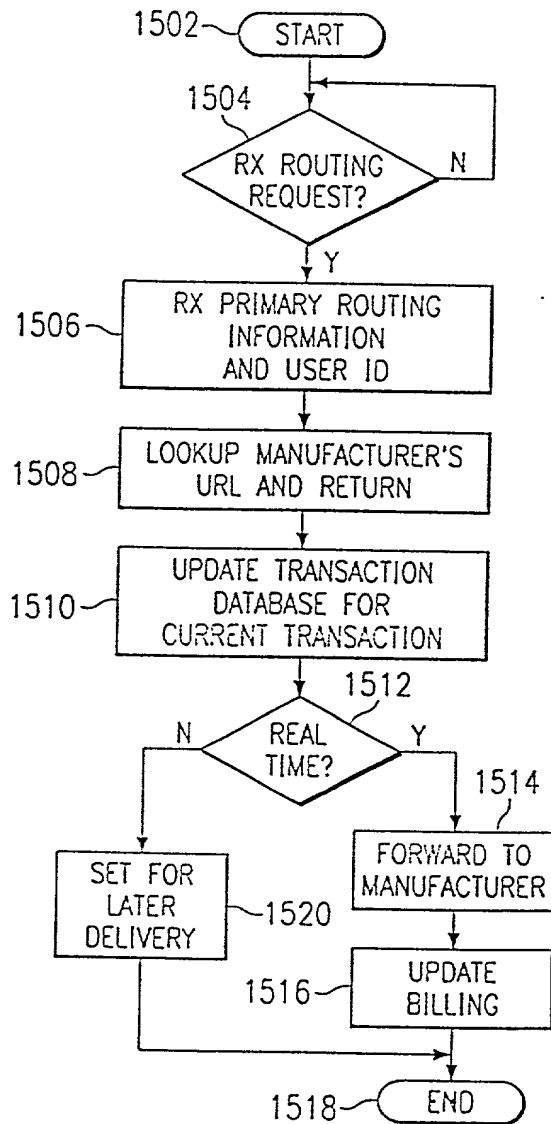 1502
START
1504
RX ROUTING
REQUEST?
N
Y
1506
RX PRIMARY ROUTING
INFORMATION
AND USER ID
1508
LOOKUP MANUFACTURER'S
URL AND RETURN
1510
UPDATE TRANSACTION
DATABASE FOR
CURRENT TRANSACTION
1512
N
REAL
TIME?
Y
1514
FORWARD TO
MANUFACTURER
SET FOR
LATER
DELIVERY
1520
1516
UPDATE
BILLING
1518
END